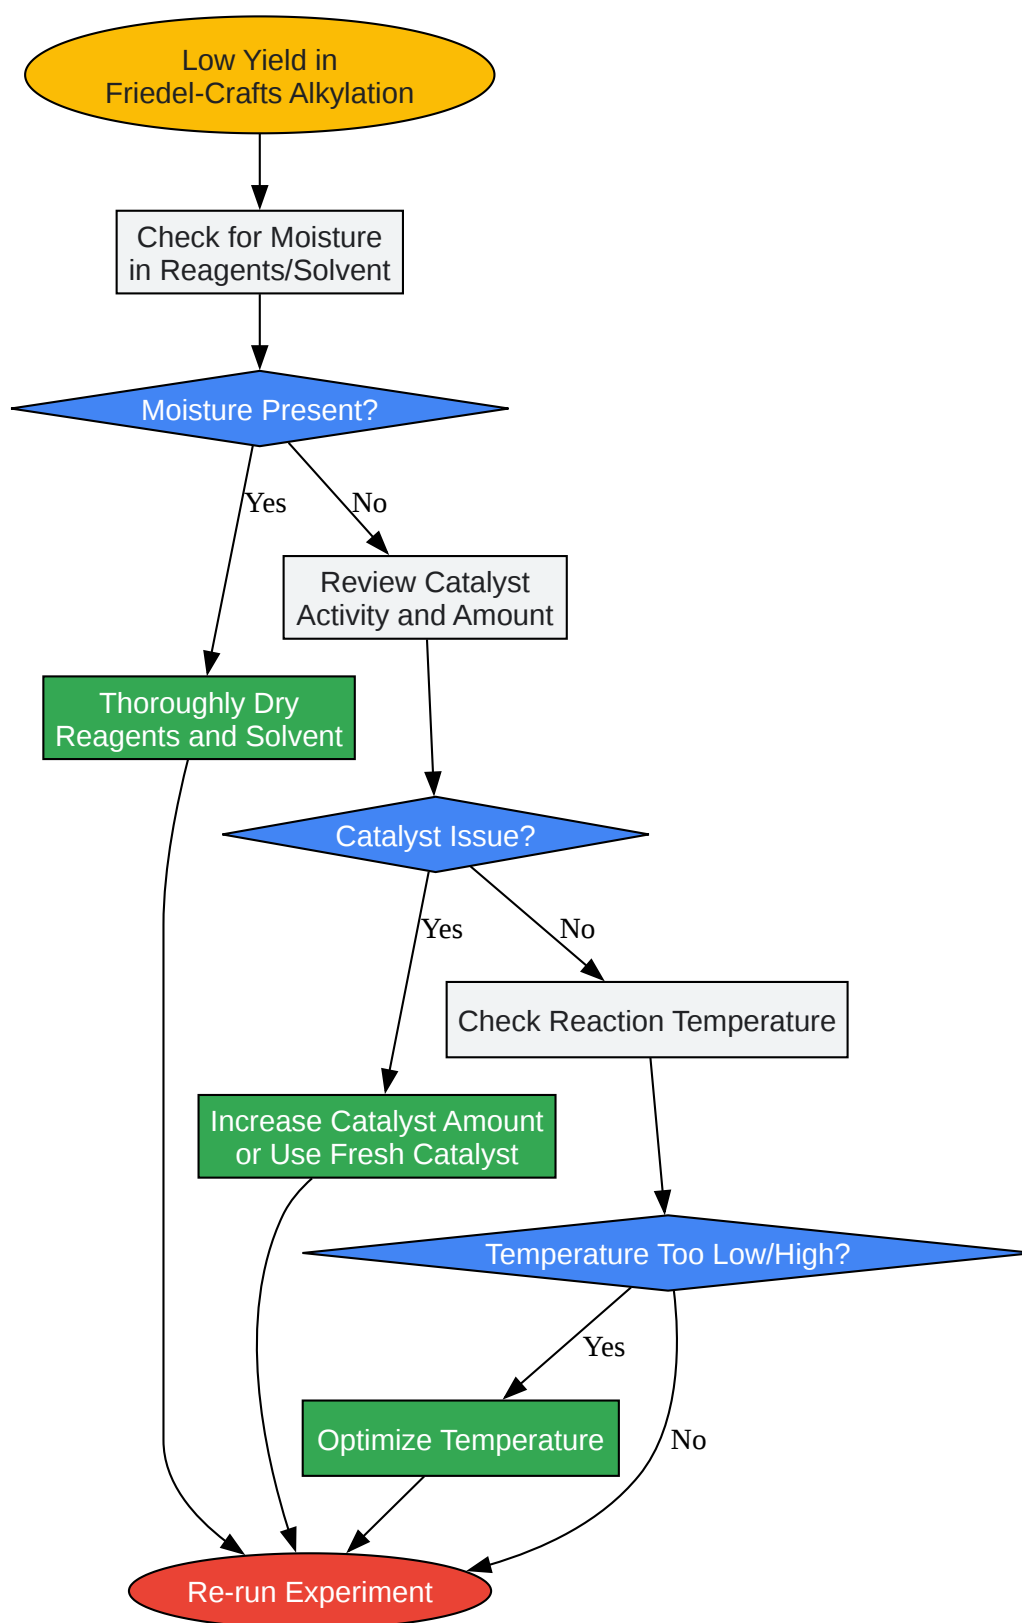 Low Yield in
Friedel-Crafts Alkylation
Check for Moisture
in Reagents/Solvent
Moisture Present?
Yes
No
Review Catalyst
Activity and Amount
Thoroughly Dry
Reagents and Solvent
Catalyst Issue?
Yes
No
Check Reaction Temperature
Increase Catalyst Amount
or Use Fresh Catalyst
Temperature Too Low/High?
Yes
Optimize Temperature
No
Re-run Experiment